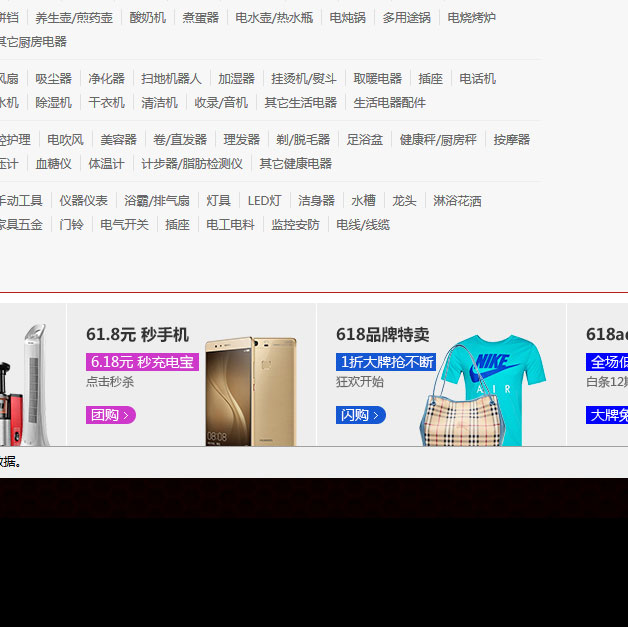 饼铛 养生壶/煎药壶 酸奶机 煮蛋器 电水壶/热水瓶 电炖锅 多用途锅 电烧烤炉
其它厨房电器
风扇 吸尘器 净化器 扫地机器人 加湿器 挂烫机/熨斗 取暖电器 插座 电话机
水机 除湿机 干衣机 清洁机 收录/音机 其它生活电器 生活电器配件
护理 电吹风 美容器 卷/直发器 理发器 剃/脱毛器 足浴盆 健康秤/厨房秤 按摩器
压计 血糖仪 体温计 计步器/脂肪检测仪 其它健康电器
手动工具 仪器仪表 浴霸/排气扇 灯具 LED灯 洁身器 水槽 龙头 淋浴花洒
家具五金 门铃 电气开关 插座 电工电料 监控安防 电线/线缆
61.8元 秒手机
6.18元 秒充电宝
点击秒杀
团购
08:08
HUAWEI
618品牌特卖
1折大牌抢不断
狂欢开始
闪购
NIKE
AIR
618a
全场低
白条12
大牌免
数据。